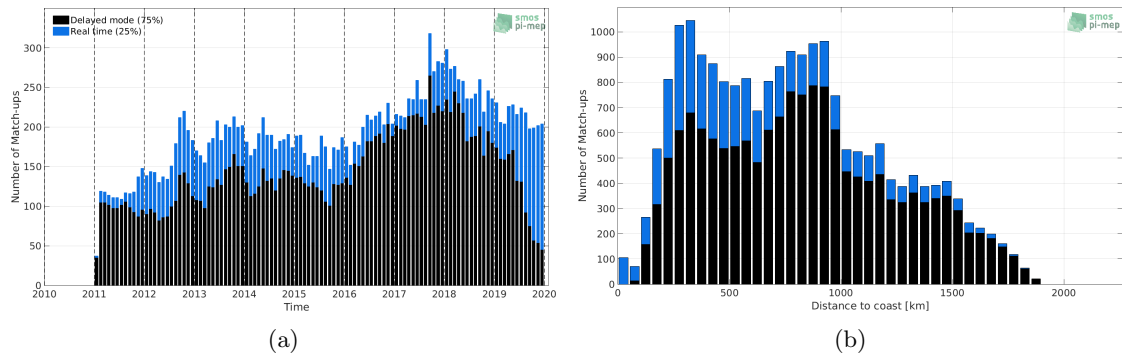 Delayed mode (75%)
Real time (25%)
smos
pi-mep
Number of Match-ups
300
250
200
150
100
50
0
2010 2011 2012 2013 2014 2015 2016 2017 2018 2019 2020
Time
(a)
smos
pi-mep
Number of Match-ups
1000
900
800
700
600
500
400
300
200
100
0
0 500 1000 1500 2000
Distance to coast [km]
(b)